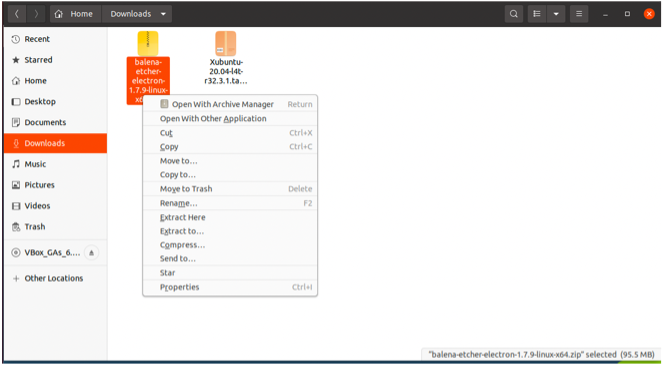 Home Downloads
Recent
Starred
Home
Desktop
Documents
Downloads
Music
Pictures
Videos
Trash
VBox_GAs_6....
+ Other Locations
balena-
etcher-
electron-
1.7.9-linux-
x6
Xubuntu-
20.04-l4t-
r32.3.1.ta...
Open With Archive Manager Return
Open With Other Application
Cut Ctrl+X
Copy Ctrl+C
Move to...
Copy to...
Move to Trash Delete
Rename... F2
Extract Here
Extract to...
Compress...
Send to...
Star
Properties Ctrl+I
"balena-etcher-electron-1.7.9-linux-x64.zip" selected (95.5 MB)